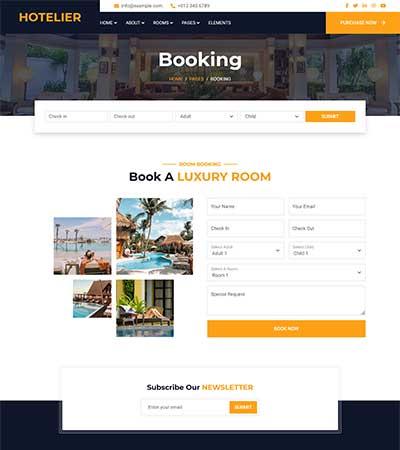 HOTELIER
info@example.com
+012 345 6789
HOME ABOUT ROOMS PAGES ELEMENTS
PURCHASE NOW
Booking
HOME / PAGES / BOOKING
Check in
Check out
Adult
Child
SUBMIT
ROOM BOOKING
Book A LUXURY ROOM
Your Name
Your Email
Check In
Check Out
Select Adult
Adult 1
Select Child
Child 1
Select A Room
Room 1
Special Request
BOOK NOW
Subscribe Our NEWSLETTER
Enter your email
SUBMIT